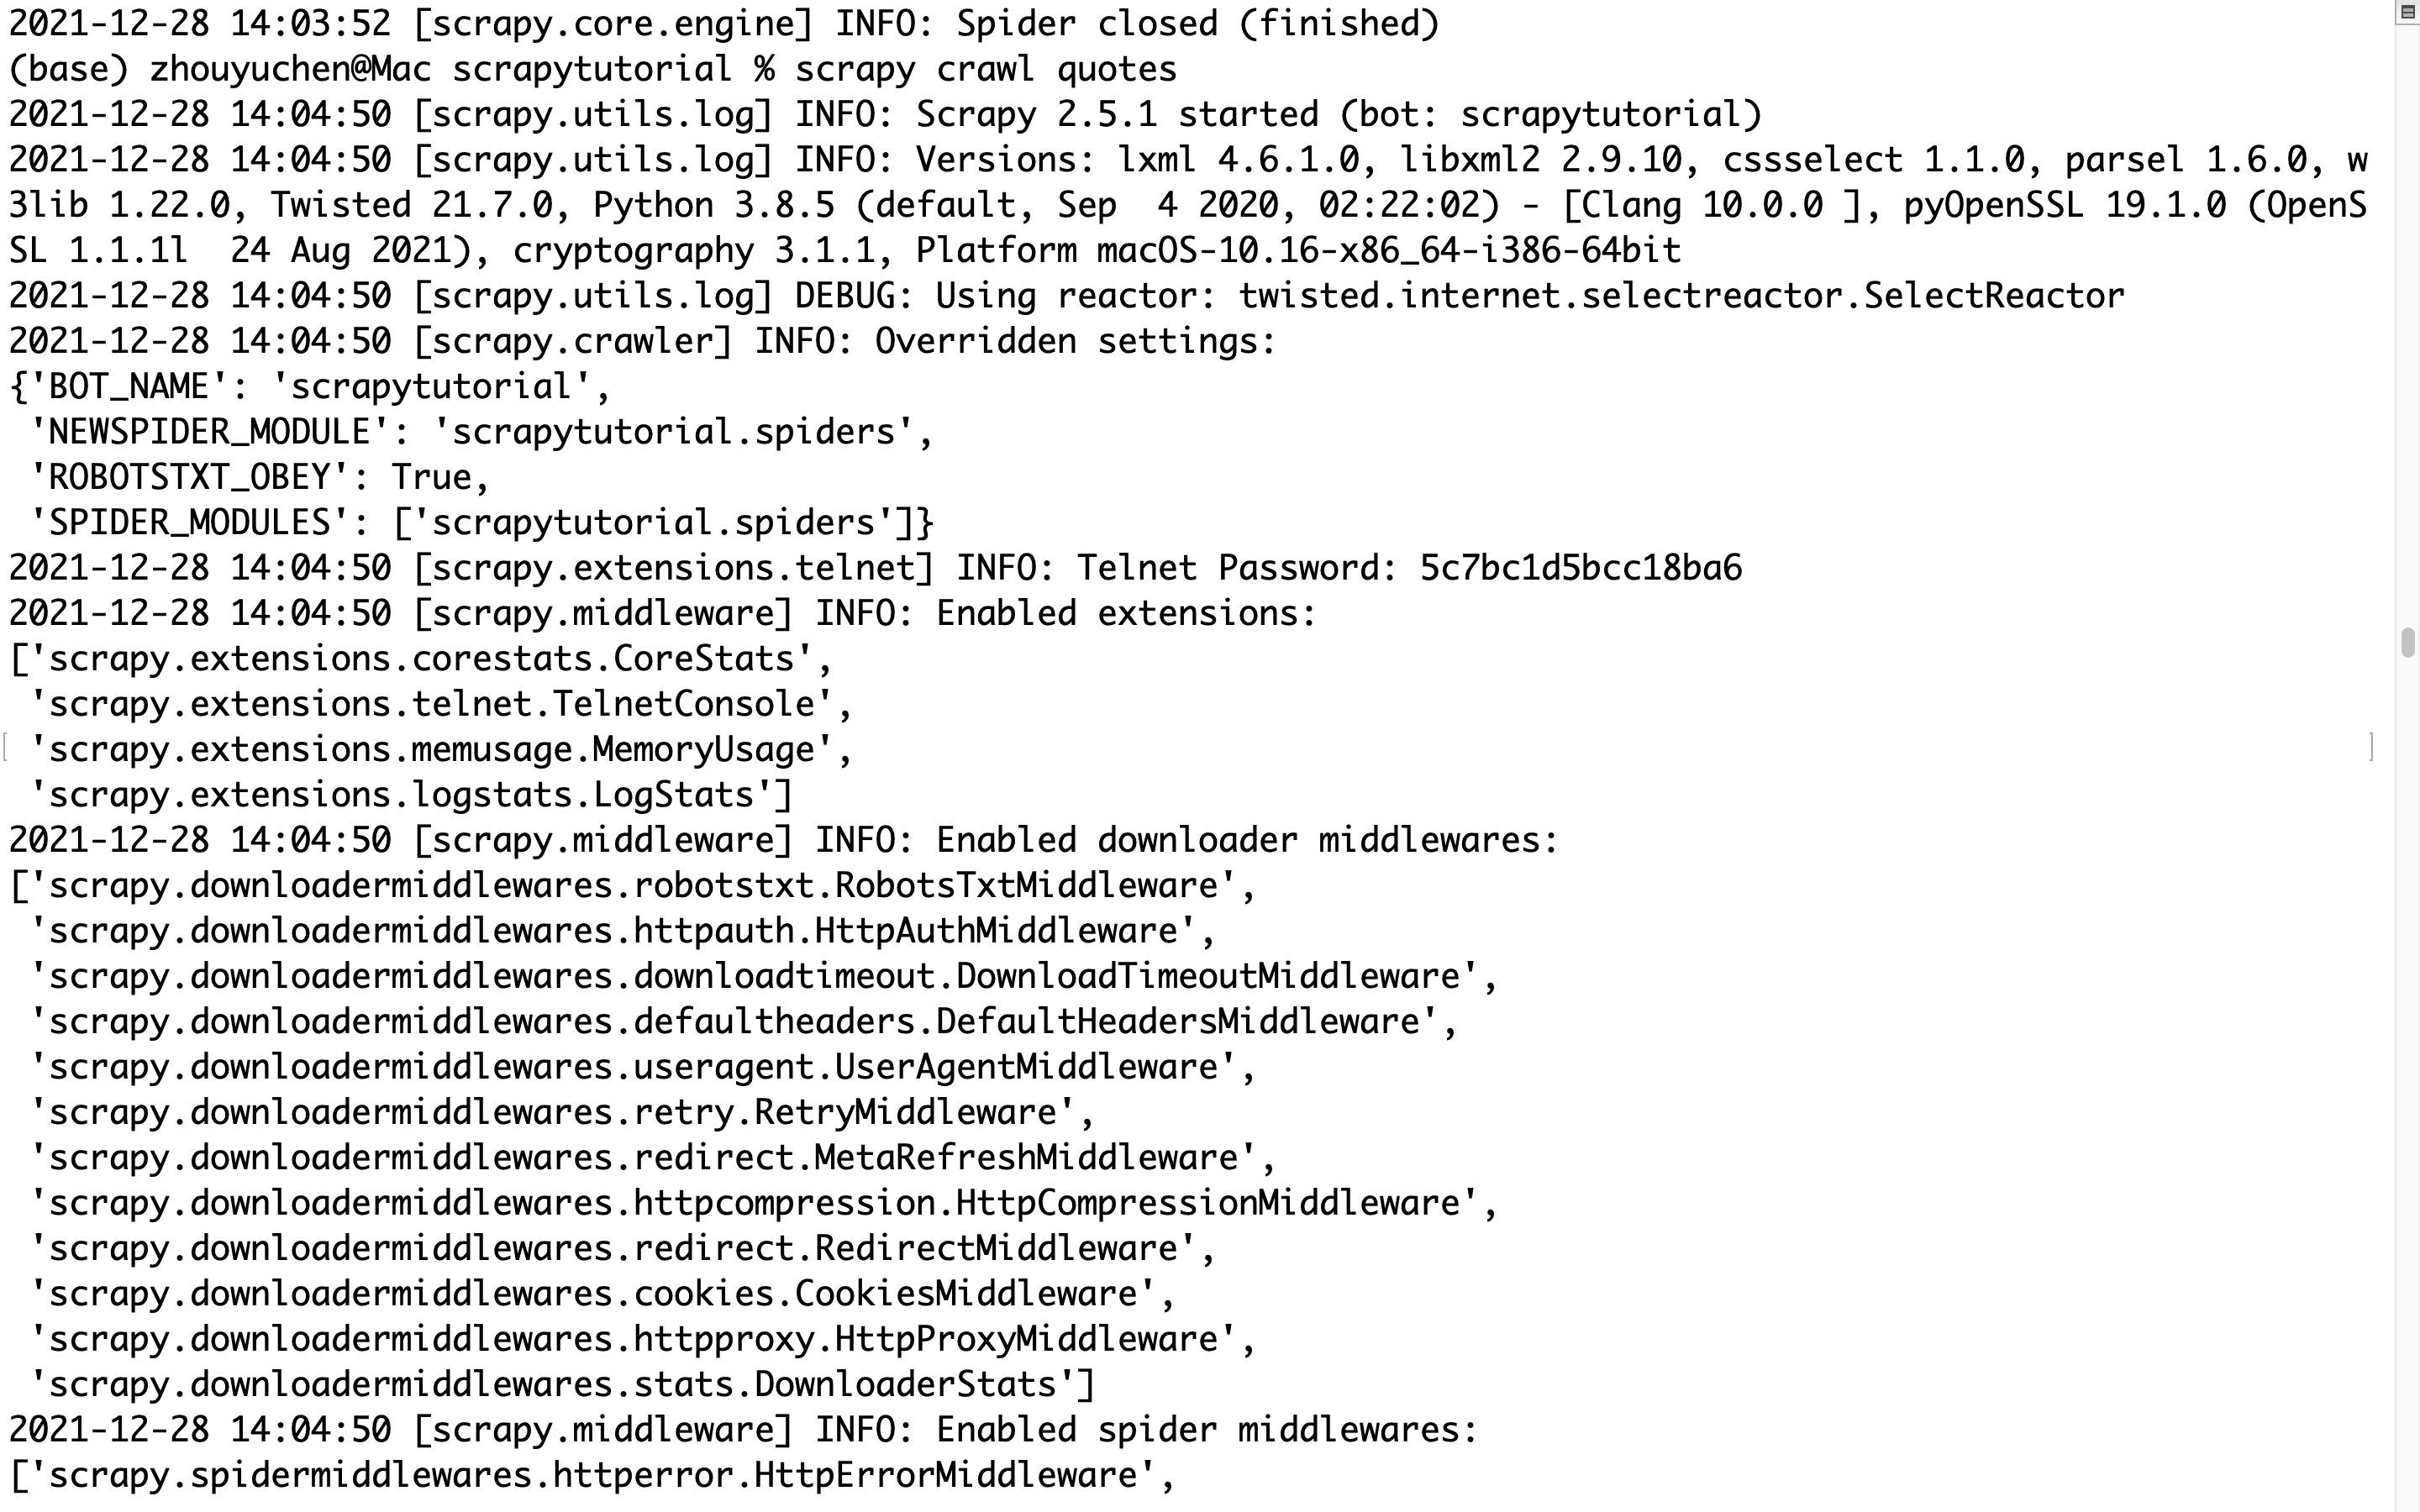 2021-12-28 14:03:52 [scrapy.core.engine] INFO: Spider closed (finished)
(base) zhouyuchen@Mac scrapytutorial % scrapy crawl quotes
2021-12-28 14:04:50 [scrapy.utils.log] INFO: Scrapy 2.5.1 started (bot: scrapytutorial)
2021-12-28 14:04:50 [scrapy.utils.log] INFO: Versions: lxml 4.6.1.0, libxml2 2.9.10, cssselect 1.1.0, parsel 1.6.0, w
3lib 1.22.0, Twisted 21.7.0, Python 3.8.5 (default, Sep  4 2020, 02:22:02) - [Clang 10.0.0 ], pyOpenSSL 19.1.0 (OpenS
SL 1.1.1l  24 Aug 2021), cryptography 3.1.1, Platform macOS-10.16-x86_64-i386-64bit
2021-12-28 14:04:50 [scrapy.utils.log] DEBUG: Using reactor: twisted.internet.selectreactor.SelectReactor
2021-12-28 14:04:50 [scrapy.crawler] INFO: Overridden settings:
{'BOT_NAME': 'scrapytutorial',
 'NEWSPIDER_MODULE': 'scrapytutorial.spiders',
 'ROBOTSTXT_OBEY': True,
 'SPIDER_MODULES': ['scrapytutorial.spiders']}
2021-12-28 14:04:50 [scrapy.extensions.telnet] INFO: Telnet Password: 5c7bc1d5bcc18ba6
2021-12-28 14:04:50 [scrapy.middleware] INFO: Enabled extensions:
['scrapy.extensions.corestats.CoreStats',
 'scrapy.extensions.telnet.TelnetConsole',
 'scrapy.extensions.memusage.MemoryUsage',
 'scrapy.extensions.logstats.LogStats']
2021-12-28 14:04:50 [scrapy.middleware] INFO: Enabled downloader middlewares:
['scrapy.downloadermiddlewares.robotstxt.RobotsTxtMiddleware',
 'scrapy.downloadermiddlewares.httpauth.HttpAuthMiddleware',
 'scrapy.downloadermiddlewares.downloadtimeout.DownloadTimeoutMiddleware',
 'scrapy.downloadermiddlewares.defaultheaders.DefaultHeadersMiddleware',
 'scrapy.downloadermiddlewares.useragent.UserAgentMiddleware',
 'scrapy.downloadermiddlewares.retry.RetryMiddleware',
 'scrapy.downloadermiddlewares.redirect.MetaRefreshMiddleware',
 'scrapy.downloadermiddlewares.httpcompression.HttpCompressionMiddleware',
 'scrapy.downloadermiddlewares.redirect.RedirectMiddleware',
 'scrapy.downloadermiddlewares.cookies.CookiesMiddleware',
 'scrapy.downloadermiddlewares.httpproxy.HttpProxyMiddleware',
 'scrapy.downloadermiddlewares.stats.DownloaderStats']
2021-12-28 14:04:50 [scrapy.middleware] INFO: Enabled spider middlewares:
['scrapy.spidermiddlewares.httperror.HttpErrorMiddleware',